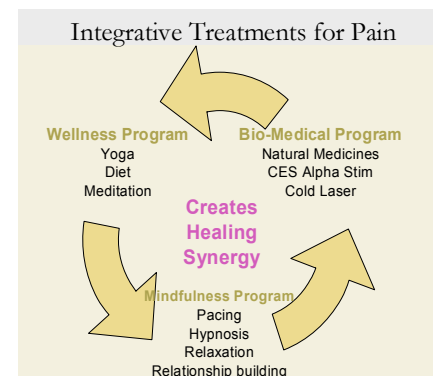 Integrative Treatments for Pain
Wellness Program
Yoga
Diet
Meditation
Bio-Medical Program
Natural Medicines
CES Alpha Stim
Cold Laser
Creates
Healing
Synergy
Mindfulness Program
Pacing
Hypnosis
Relaxation
Relationship building